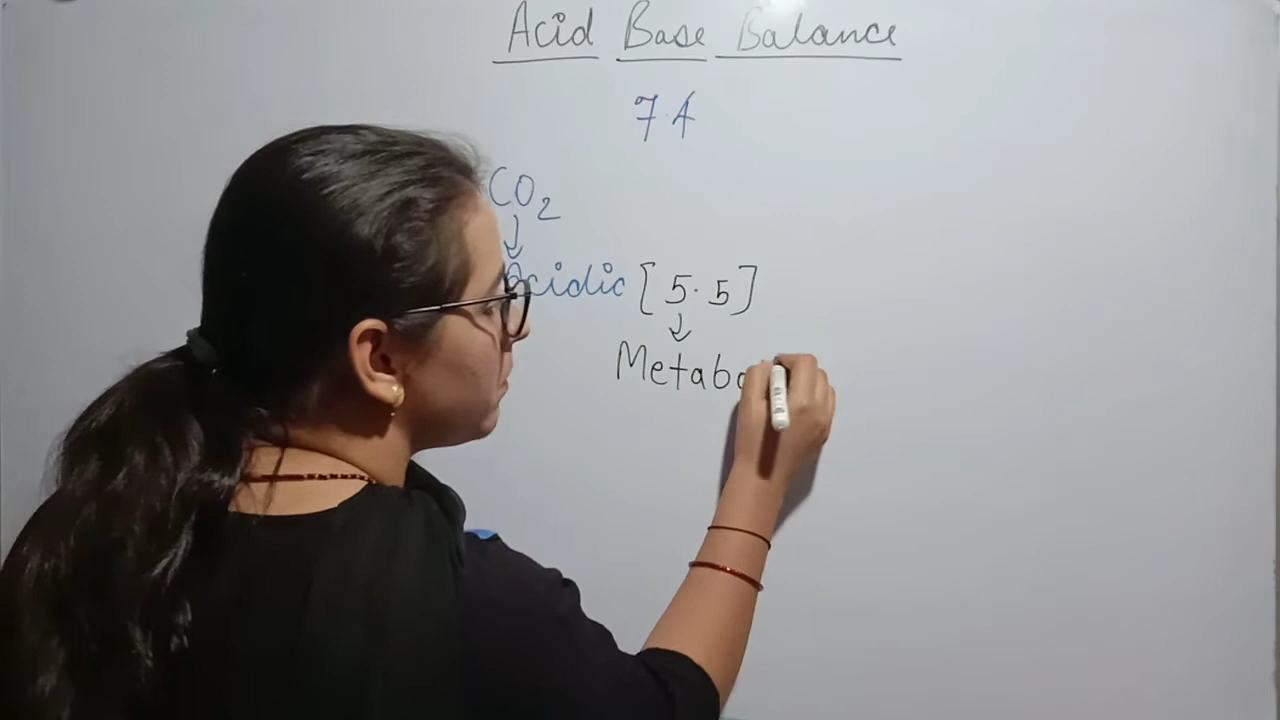 Acid Base Balance
7.4
CO₂
↓
Acidic [5.5]
↓
Metabo